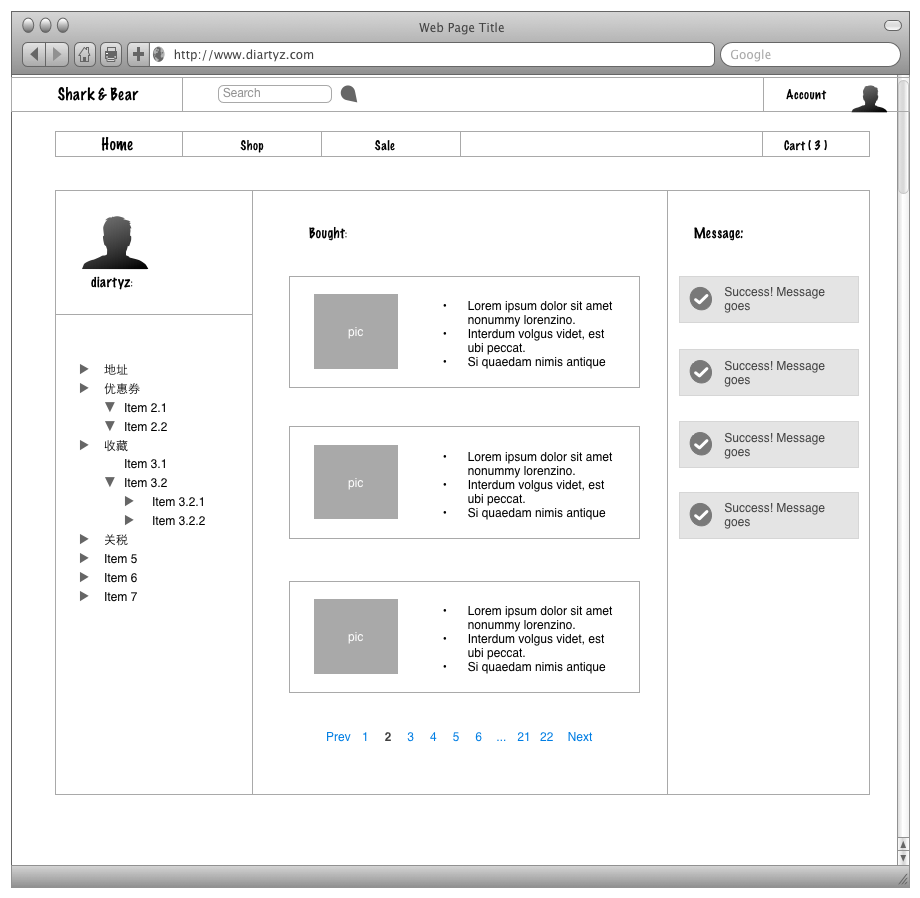 Web Page Title
http://www.diartyz.com
Google
Shark & Bear
Search
Account
Home
Shop
Sale
Cart ( 3 )
diartyz:
地址
优惠券
Item 2.1
Item 2.2
收藏
Item 3.1
Item 3.2
Item 3.2.1
Item 3.2.2
关税
Item 5
Item 6
Item 7
Bought:
pic
• Lorem ipsum dolor sit amet
nonummy lorenzino.
• Interdum volgus videt, est
ubi peccat.
• Si quaedam nimis antique
pic
• Lorem ipsum dolor sit amet
nonummy lorenzino.
• Interdum volgus videt, est
ubi peccat.
• Si quaedam nimis antique
pic
• Lorem ipsum dolor sit amet
nonummy lorenzino.
• Interdum volgus videt, est
ubi peccat.
• Si quaedam nimis antique
Prev 1 2 3 4 5 6 ... 21 22 Next
Message:
Success! Message
goes
Success! Message
goes
Success! Message
goes
Success! Message
goes